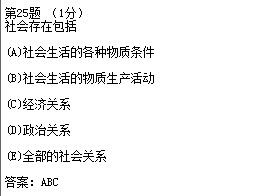 第25题 (1分)
社会存在包括
(A)社会生活的各种物质条件
(B)社会生活的物质生产活动
(C)经济关系
(D)政治关系
(E)全部的社会关系
答案: ABC